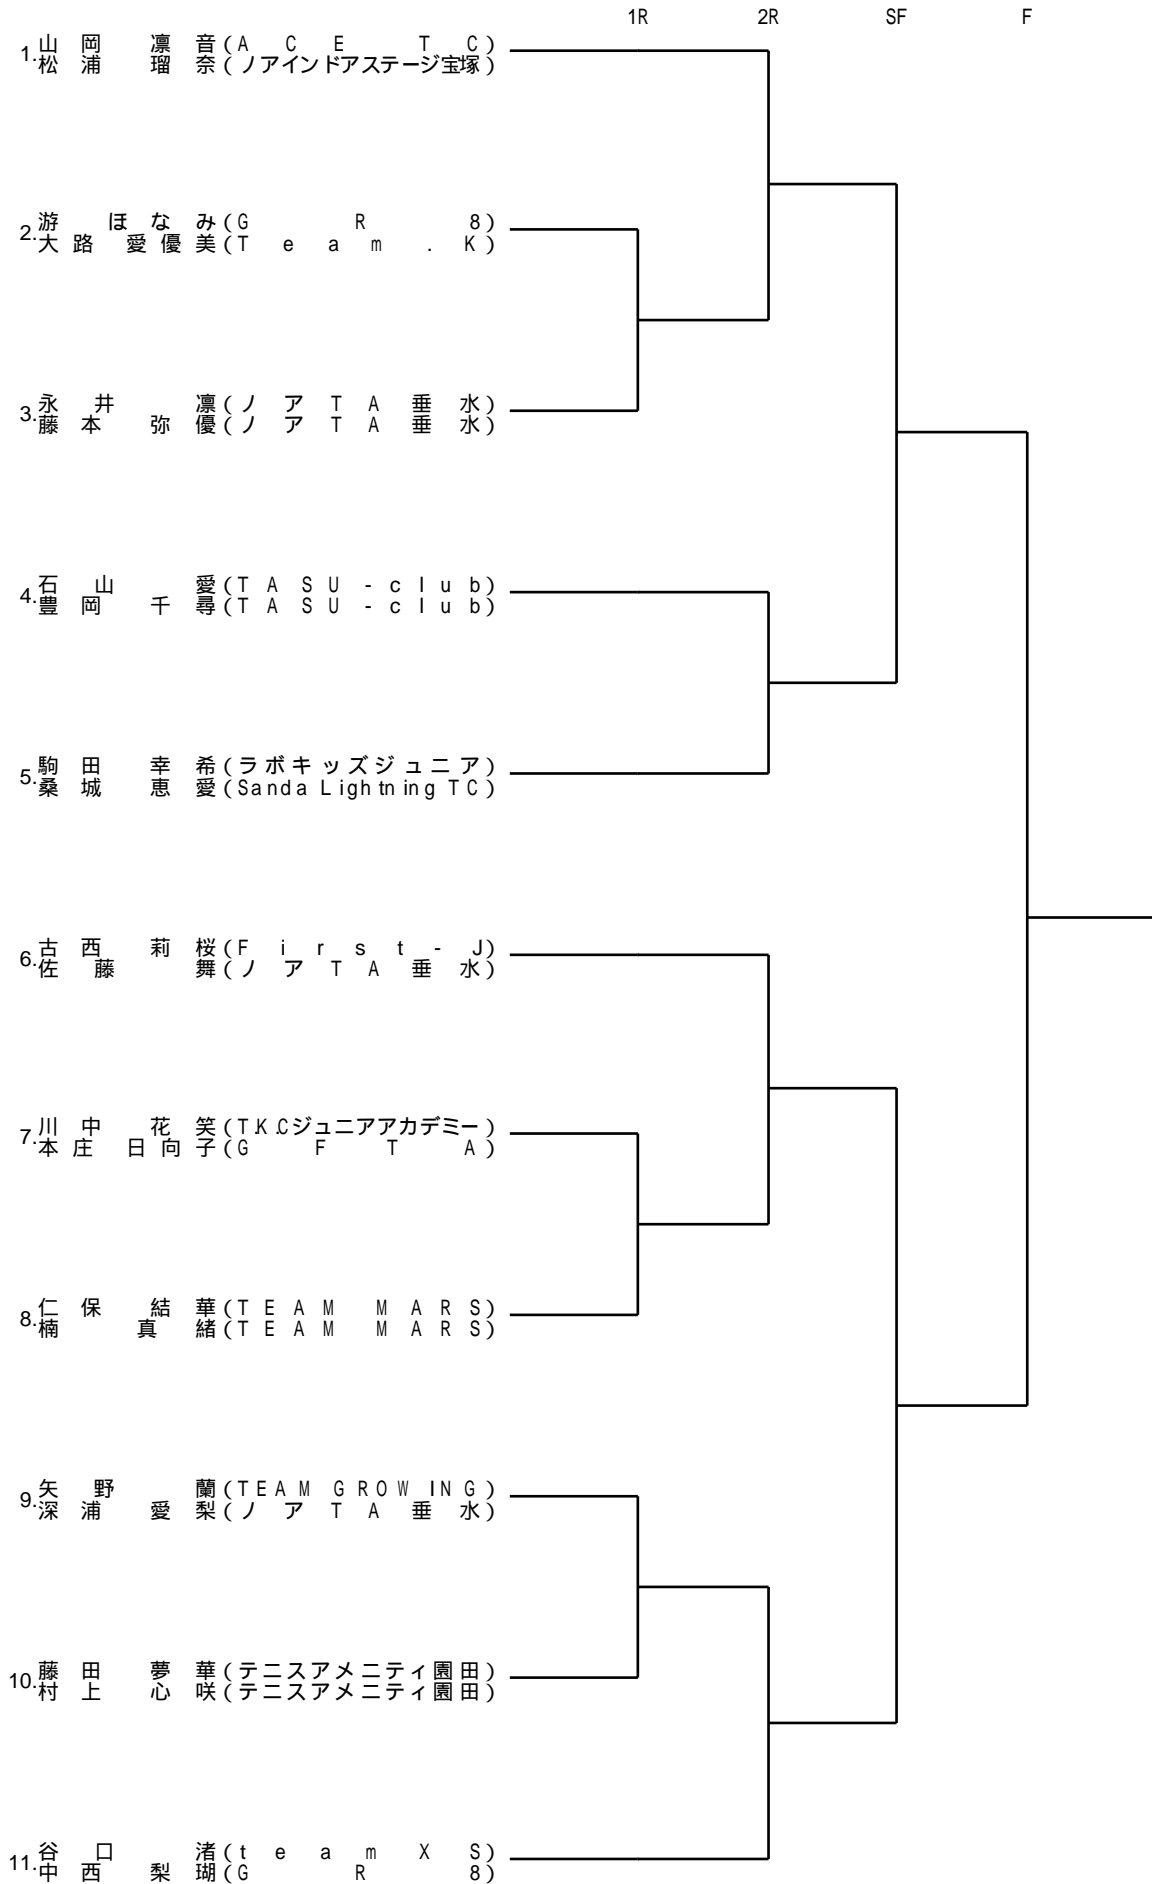 1R 2R SF F
1. 山岡 凛音(ACE TC)
松浦 瑠奈(ノアインドアステージ宝塚)
2. 游 ほなみ(GR8)
大路 愛優美(Team.K)
3. 永井 凛(ノアTA垂水)
藤本 弥優(ノアTA垂水)
4. 石山 愛(TASU-club)
豊岡 千尋(TASU-club)
5. 駒田 幸希(ラボキッズジュニア)
桑城 恵愛(Sanda Lightning TC)
6. 古西 莉桜(First-J)
佐藤 舞(ノアTA垂水)
7. 川中 花笑(T.K.Cジュニアアカデミー)
本庄 日向子(GFTA)
8. 仁保 結華(TEAM MARS)
楠 真緒(TEAM MARS)
9. 矢野 蘭(TEAM GROWING)
深浦 愛梨(ノアTA垂水)
10. 藤田 夢華(テニスアメニティ園田)
村上 心咲(テニスアメニティ園田)
11. 谷口 渚(team XS)
中西 梨瑚(GR8)